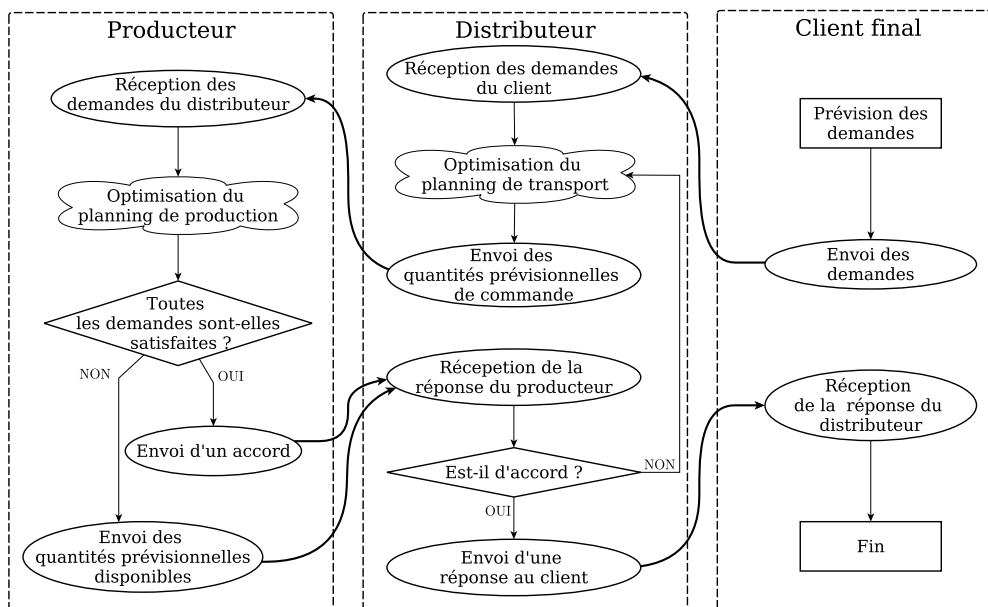 Producteur
Réception des
demandes du distributeur
Optimisation du
planning de production
Toutes
les demandes sont-elles
satisfaites ?
NON
OUI
Envoi d'un accord
Envoi des
quantités prévisionnelles
disponibles
Distributeur
Réception des demandes
du client
Optimisation du
planning de transport
Envoi des
quantités prévisionnelles
de commande
Récepetion de la
réponse du producteur
Est-il d'accord ?
NON
OUI
Envoi d'une
réponse au client
Client final
Prévision des
demandes
Envoi des
demandes
Réception
de la réponse du
distributeur
Fin